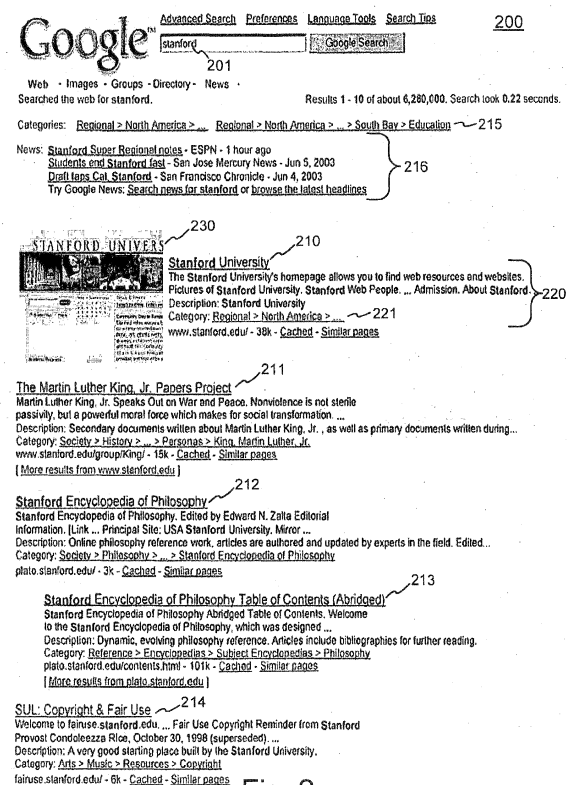 Google™
Advanced Search Preferences Language Tools Search Tips
200
stanford
Google Search
201
Web · Images · Groups · Directory · News ·
Searched the web for stanford. Results 1 - 10 of about 6,280,000. Search took 0.22 seconds.
Categories: Regional > North America > ... Regional > North America > ... > South Bay > Education 215
News: Stanford Super Regional notes - ESPN - 1 hour ago
Students end Stanford fast - San Jose Mercury News - Jun 5, 2003
216
Draft taps Cal, Stanford - San Francisco Chronicle - Jun 4, 2003
Try Google News: Search news for stanford or browse the latest headlines
230
STANFORD UNIVERS
210
Stanford University
The Stanford University's homepage allows you to find web resources and websites.
Pictures of Stanford University. Stanford Web People. ... Admission. About Stanford.
220
Description: Stanford University
Category: Regional > North America > ... 221
www.stanford.edu/ - 38k - Cached - Similar pages
211
The Martin Luther King, Jr. Papers Project
Martin Luther King, Jr. Speaks Out on War and Peace. Nonviolence is not sterile
passivity, but a powerful moral force which makes for social transformation. ...
Description: Secondary documents written about Martin Luther King, Jr. , as well as primary documents written during...
Category: Society > History > ... > Personas > King, Martin Luther, Jr.
www.stanford.edu/group/King/ - 15k - Cached - Similar pages
[ More results from www.stanford.edu ]
212
Stanford Encyclopedia of Philosophy
Stanford Encyclopedia of Philosophy. Edited by Edward N. Zalta Editorial
Information. [Link ... Principal Site: USA Stanford University, Mirror ...
Description: Online philosophy reference work, articles are authored and updated by experts in the field. Edited...
Category: Society > Philosophy > ... > Stanford Encyclopedia of Philosophy
plato.stanford.edu/ - 3k - Cached - Similar pages
213
Stanford Encyclopedia of Philosophy Table of Contents (Abridged)
Stanford Encyclopedia of Philosophy Abridged Table of Contents. Welcome
to the Stanford Encyclopedia of Philosophy, which was designed ...
Description: Dynamic, evolving philosophy reference. Articles include bibliographies for further reading.
Category: Reference > Encyclopedias > Subject Encyclopedias > Philosophy
plato.stanford.edu/contents.html - 101k - Cached - Similar pages
[ More results from plato.stanford.edu ]
SUL: Copyright & Fair Use 214
Welcome to fairuse.stanford.edu. ... Fair Use Copyright Reminder from Stanford
Provost Condoleezza Rice, October 30, 1998 (superseded). ...
Description: A very good starting place built by the Stanford University.
Category: Arts > Music > Resources > Copyright
fairuse.stanford.edu/ - 6k - Cached - Similar pages